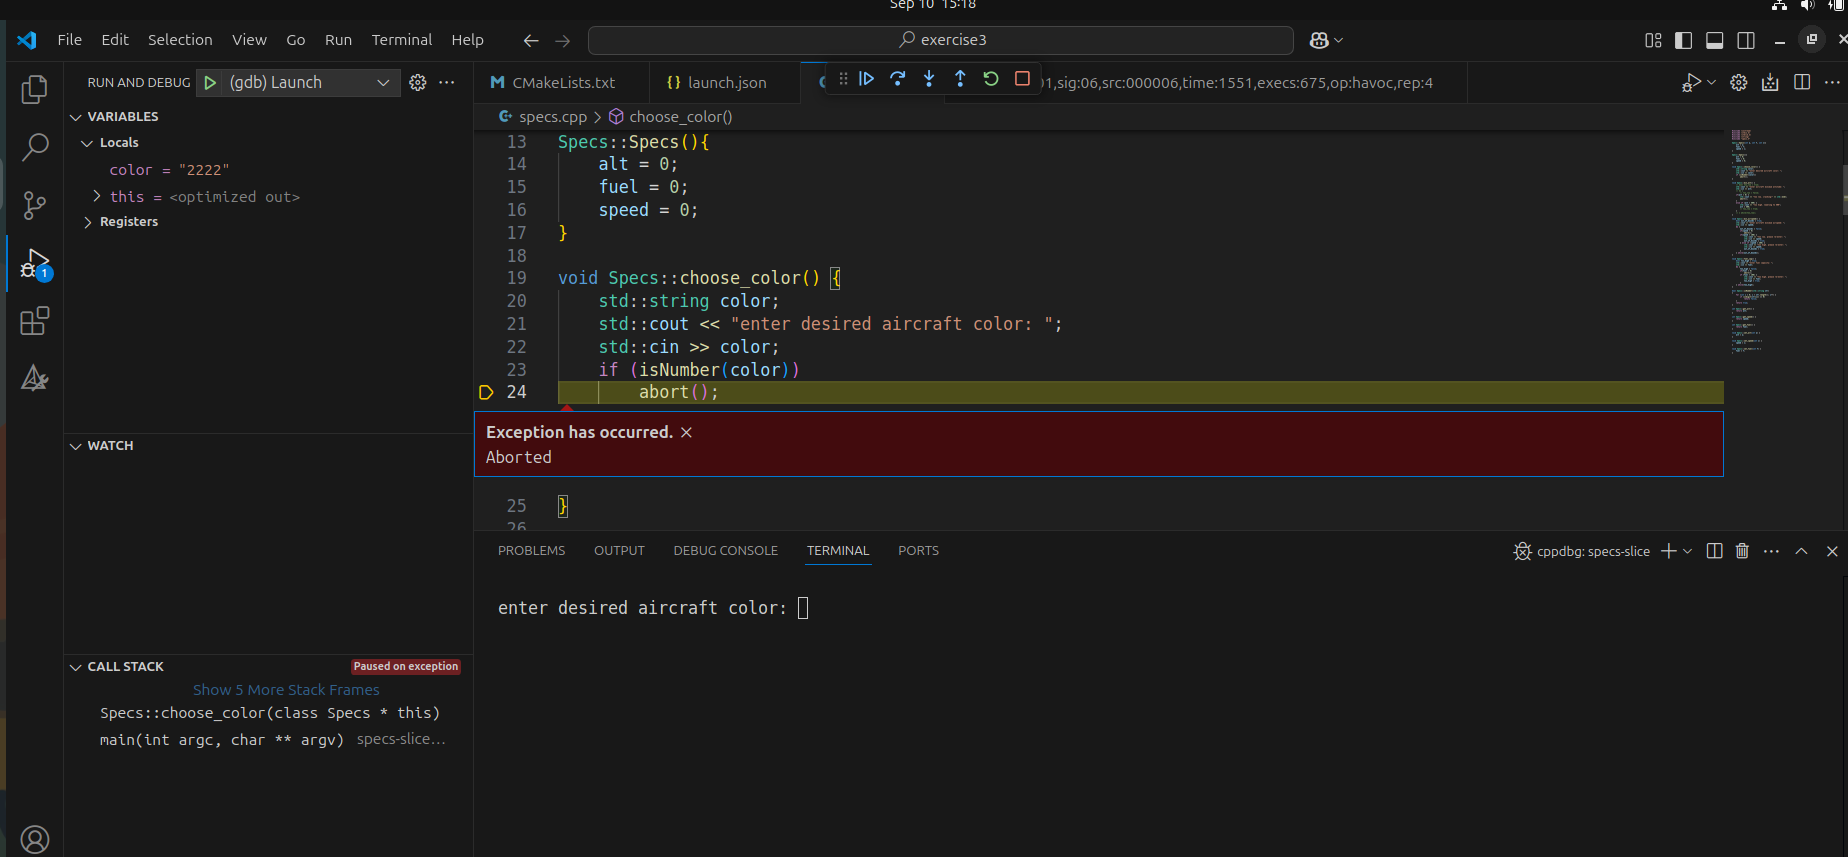 Sep 10 15:18
File Edit Selection View Go Run Terminal Help
exercise3
RUN AND DEBUG (gdb) Launch
VARIABLES
Locals
color = "2222"
this = <optimized out>
Registers
WATCH
CALL STACK
Paused on exception
Show 5 More Stack Frames
Specs::choose_color(class Specs * this)
main(int argc, char ** argv) specs-slice...
1
CMakeLists.txt
launch.json
01,sig:06,src:000006,time:1551,execs:675,op:havoc,rep:4
specs.cpp > choose_color()
13 Specs::Specs(){
14 alt = 0;
15 fuel = 0;
16 speed = 0;
17 }
18
19 void Specs::choose_color() {
20 std::string color;
21 std::cout << "enter desired aircraft color: ";
22 std::cin >> color;
23 if (isNumber(color))
24 abort();
Exception has occurred. ×
Aborted
25 }
26
PROBLEMS OUTPUT DEBUG CONSOLE TERMINAL PORTS
cppdbg: specs-slice
enter desired aircraft color: